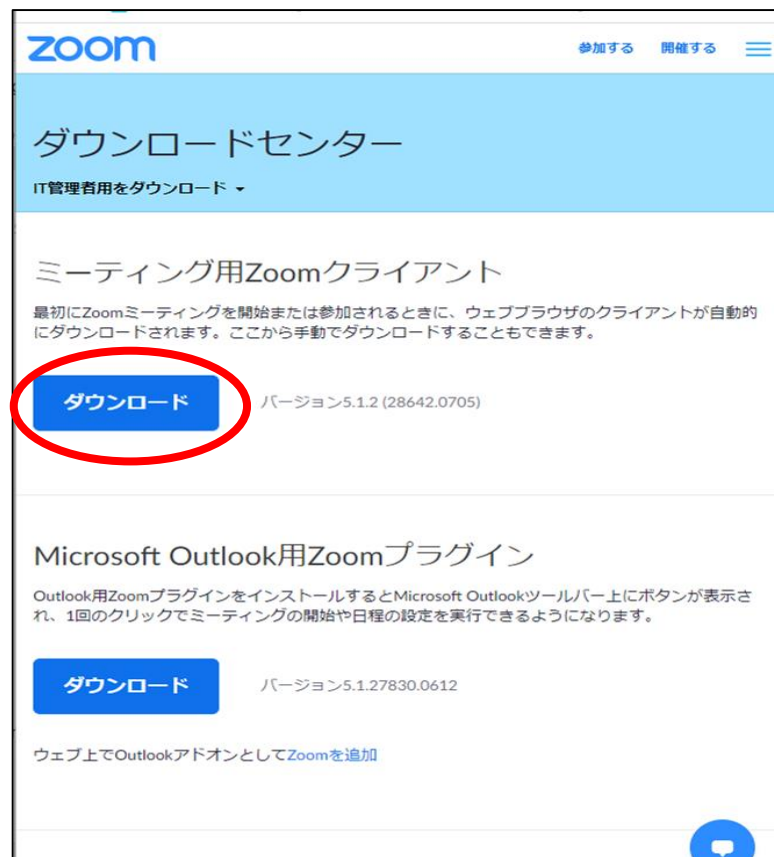 zoom
参加する 開催する
ダウンロードセンター
IT管理者用をダウンロード
ミーティング用Zoomクライアント
最初にZoomミーティングを開始または参加されるときに、ウェブブラウザのクライアントが自動的
にダウンロードされます。ここから手動でダウンロードすることもできます。
ダウンロード バージョン5.1.2 (28642.0705)
Microsoft Outlook用Zoomプラグイン
Outlook用ZoomプラグインをインストールするとMicrosoft Outlookツールバー上にボタンが表示さ
れ、1回のクリックでミーティングの開始や日程の設定を実行できるようになります。
ダウンロード バージョン5.1.27830.0612
ウェブ上でOutlookアドオンとしてZoomを追加